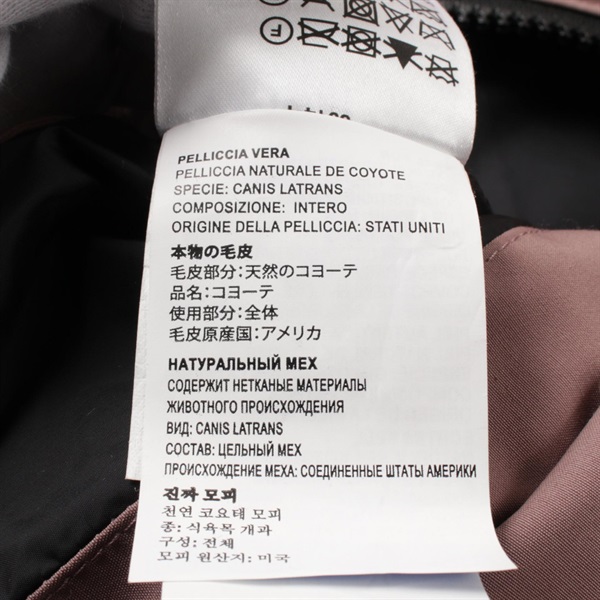 F
PELLICCIA VERA
PELLICCIA NATURALE DE COYOTE
SPECIE: CANIS LATRANS
COMPOSIZIONE: INTERO
ORIGINE DELLA PELLICCIA: STATI UNITI
本物の毛皮
毛皮部分：天然のコヨーテ
品名：コヨーテ
使用部分：全体
毛皮原産国：アメリカ
НАТУРАЛЬНЫЙ МЕХ
СОДЕРЖИТ НЕТКАНЫЕ МАТЕРИАЛЫ
ЖИВОТНОГО ПРОИСХОЖДЕНИЯ
ВИД: CANIS LATRANS
СОСТАВ: ЦЕЛЬНЫЙ МЕХ
ПРОИСХОЖДЕНИЕ МЕХА: СОЕДИНЕННЫЕ ШТАТЫ АМЕРИКИ
진짜 모피
천연 코요태 모피
종: 식육목 개과
구성: 전체
모피 원산지: 미국